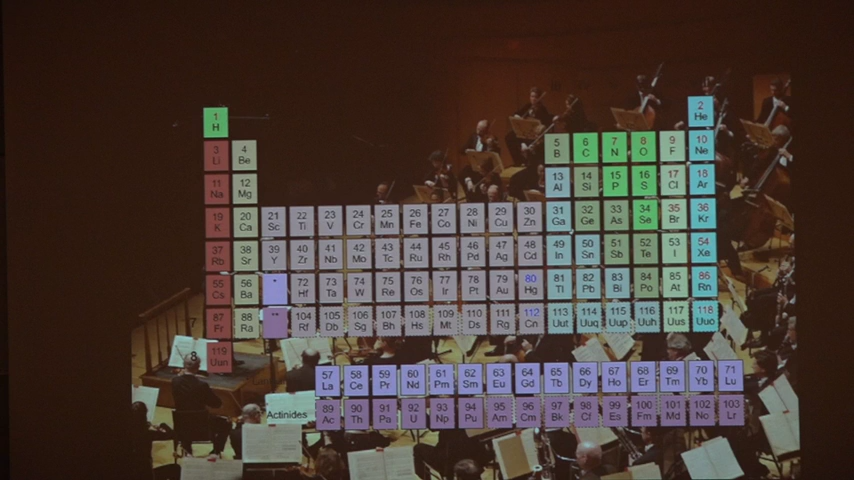 1 2
H He
3 4 5 6 7 8 9 10
Li Be B C N O F Ne
11 12 13 14 15 16 17 18
Na Mg Al Si P S Cl Ar
19 20 21 22 23 24 25 26 27 28 29 30 31 32 33 34 35 36
K Ca Sc Ti V Cr Mn Fe Co Ni Cu Zn Ga Ge As Se Br Kr
37 38 39 40 41 42 43 44 45 46 47 48 49 50 51 52 53 54
Rb Sr Y Zr Nb Mo Tc Ru Rh Pd Ag Cd In Sn Sb Te I Xe
55 56 * 72 73 74 75 76 77 78 79 80 81 82 83 84 85 86
Cs Ba Hf Ta W Re Os Ir Pt Au Hg Tl Pb Bi Po At Rn
7 87 88 ** 104 105 106 107 108 109 110 111 112 113 114 115 116 117 118
Fr Ra Rf Db Sg Bh Hs Mt Ds Rg Cn Uut Uuq Uup Uuh Uus Uuo
8 119
Uun
57 58 59 60 61 62 63 64 65 66 67 68 69 70 71
La Ce Pr Nd Pm Sm Eu Gd Tb Dy Ho Er Tm Yb Lu
89 90 91 92 93 94 95 96 97 98 99 100 101 102 103
Actinides Ac Th Pa U Np Pu Am Cm Bk Cf Es Fm Md No Lr